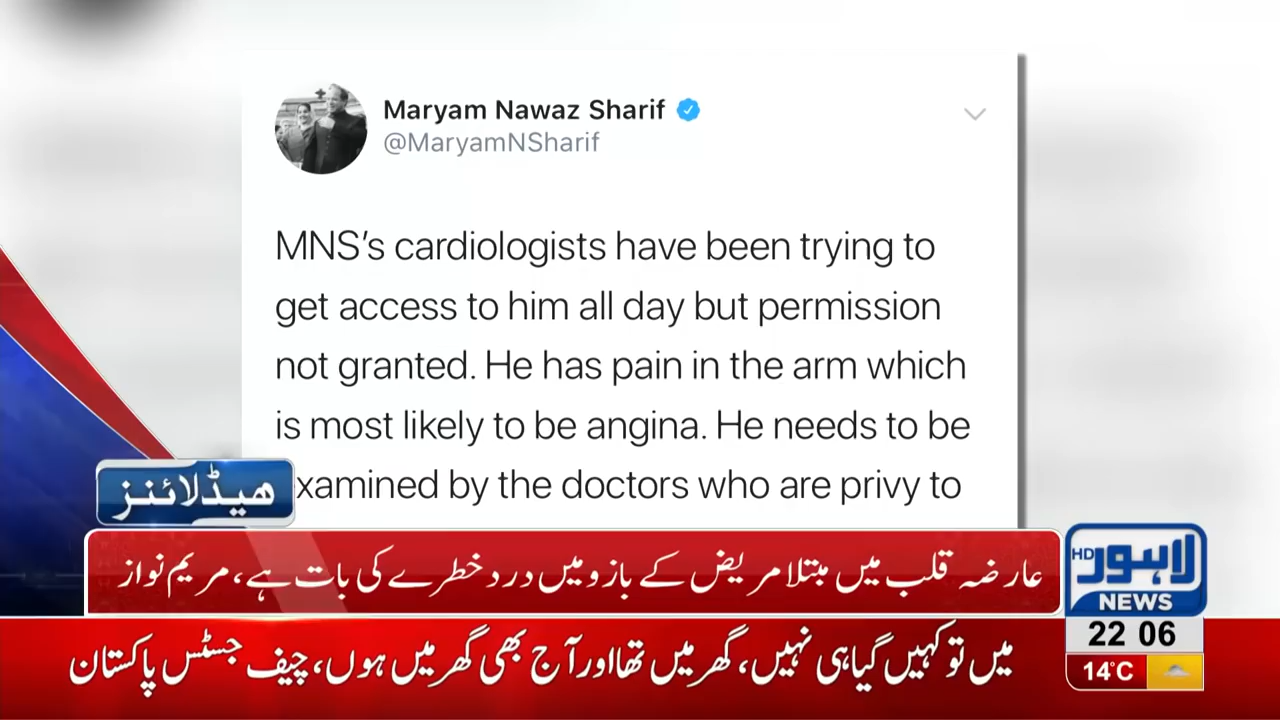 Maryam Nawaz Sharif
@MaryamNSharif
MNS’s cardiologists have been trying to
get access to him all day but permission
not granted. He has pain in the arm which
is most likely to be angina. He needs to be
xamined by the doctors who are privy to
ھیڈلائنز
عارضہ قلب میں مبتلا مریض کے بازو میں درد خطرے کی بات ہے، مریم نواز
HD لاہور
NEWS
22 06
میں تو کہیں گیا ہی نہیں، گھر میں تھا اور آج بھی گھر میں ہوں، چیف جسٹس پاکستان
14°C